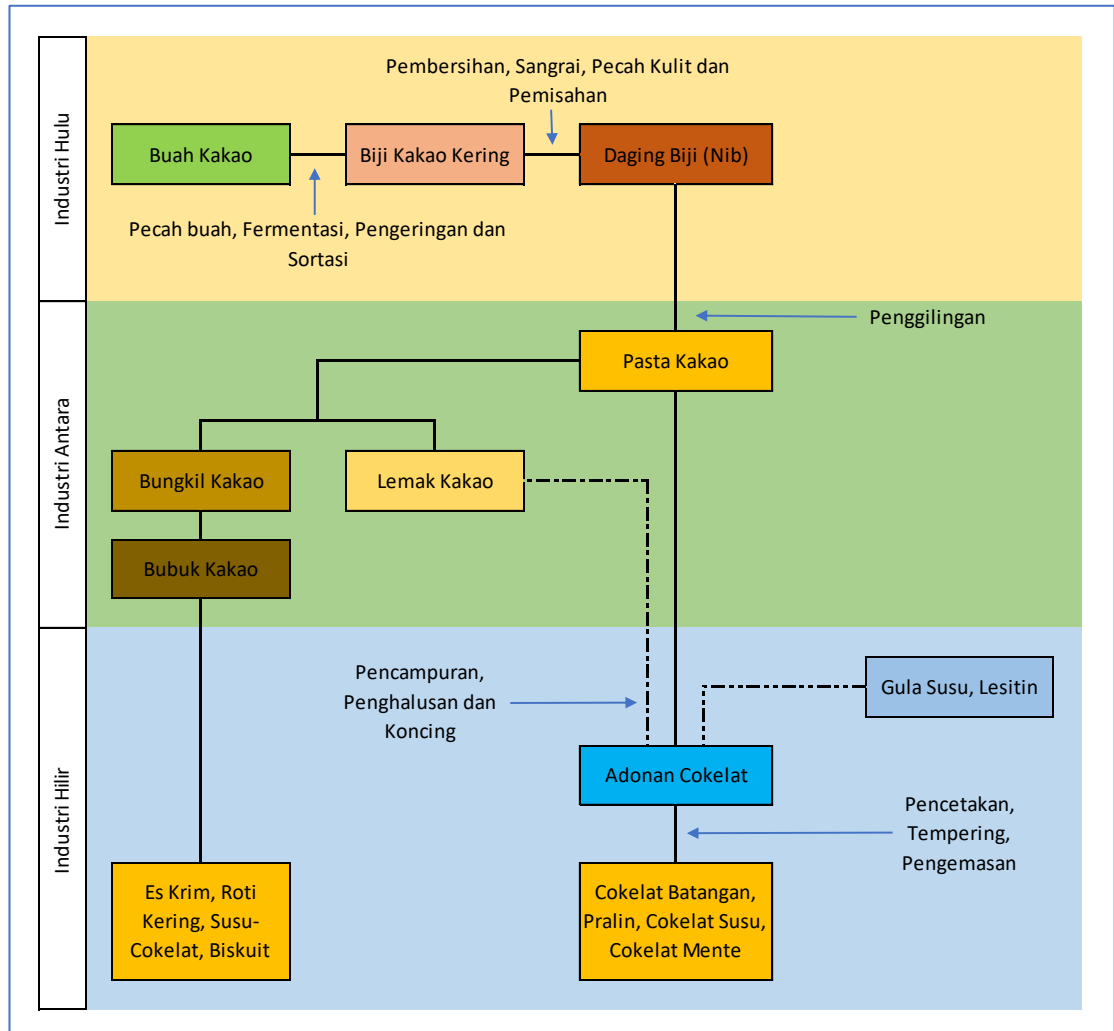 Industri Hulu
Pembersihan, Sangrai, Pecah Kulit dan
Pemisahan
Buah Kakao
Biji Kakao Kering
Daging Biji (Nib)
Pecah buah, Fermentasi, Pengeringan dan
Sortasi
Industri Antara
Penggilingan
Pasta Kakao
Bungkil Kakao
Lemak Kakao
Bubuk Kakao
Industri Hilir
Pencampuran,
Penghalusan dan
Koncing
Gula Susu, Lesitin
Adonan Cokelat
Pencetakan,
Tempering,
Pengemasan
Es Krim, Roti
Kering, Susu-
Cokelat, Biskuit
Cokelat Batangan,
Pralin, Cokelat Susu,
Cokelat Mente